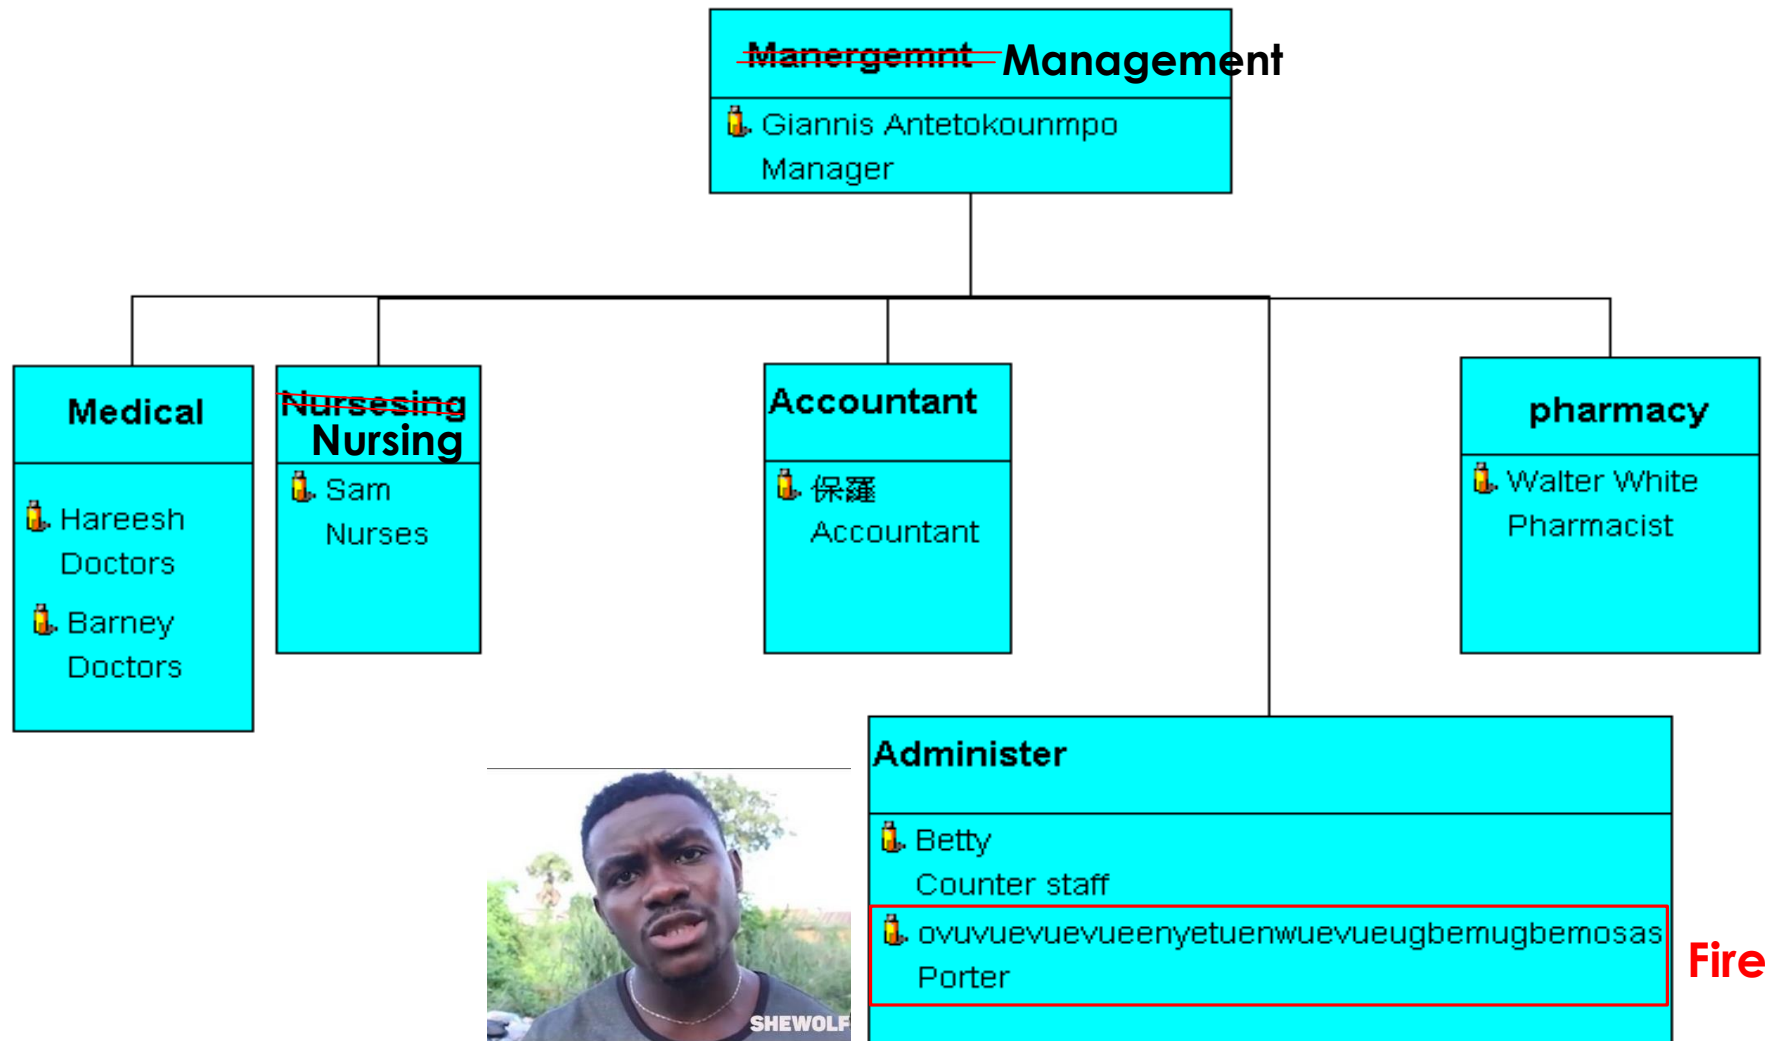 Manergemnt Management
Giannis Antetokounmpo
Manager
Medical
Hareesh
Doctors
Barney
Doctors
Nursesing
Nursing
Sam
Nurses
Accountant
保羅
Accountant
pharmacy
Walter White
Pharmacist
Administer
Betty
Counter staff
ovuvuevuevueenyetuenwuevueugbemugbemosas
Porter
Fire
SHEWOLF